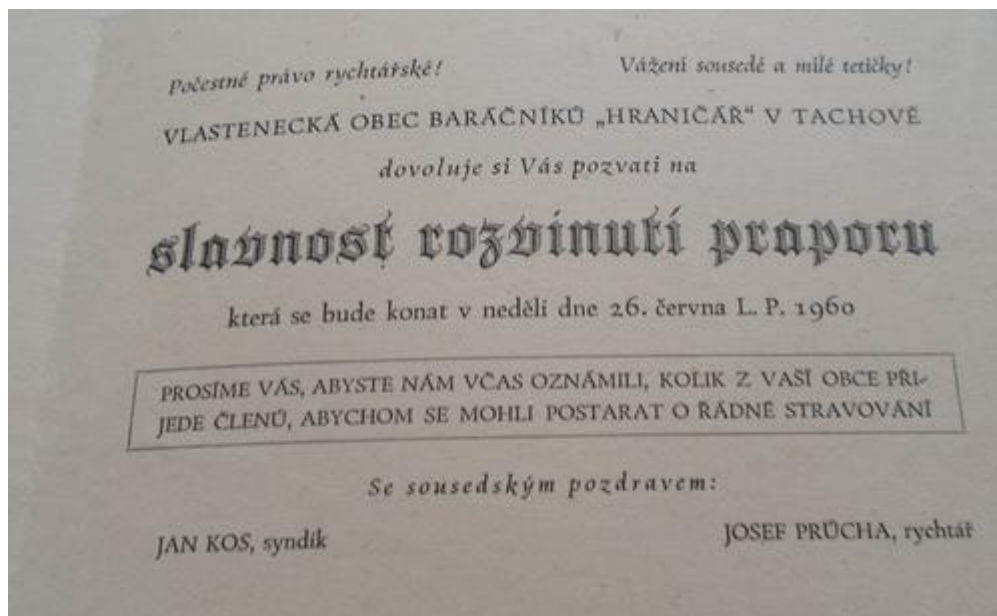 Počestné právo rychtářské! Vážení sousedé a milé tetičky!
VLASTENECKÁ OBEC BARÁČNÍKŮ „HRANIČÁŘ“ V TACHOVĚ
dovoluje si Vás pozvati na
slavnost rozvinutí praporu
která se bude konat v neděli dne 26. června L. P. 1960
PROSÍME VÁS, ABYSTE NÁM VČAS OZNÁMILI, KOLIK Z VAŠÍ OBCE PŘI-
JEDE ČLENŮ, ABYCHOM SE MOHLI POSTARAT O ŘÁDNÉ STRAVOVÁNÍ
Se sousedským pozdravem:
JAN KOS, syndík JOSEF PRŮCHA, rychtář